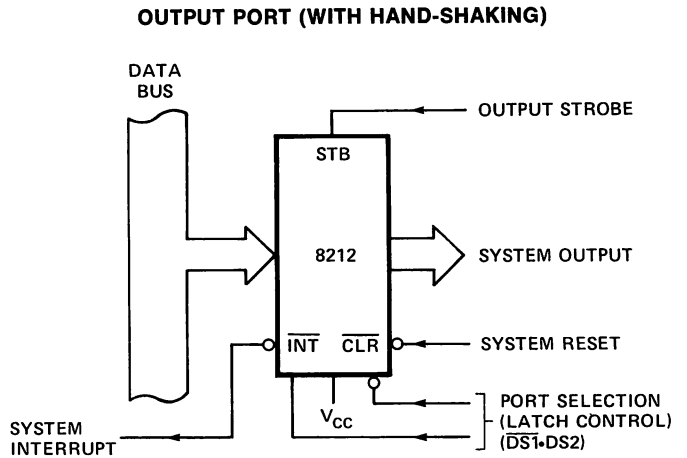 OUTPUT PORT (WITH HAND-SHAKING)
DATA
BUS
OUTPUT STROBE
STB
8212
SYSTEM OUTPUT
INT
CLR
SYSTEM RESET
VCC
PORT SELECTION
(LATCH CONTROL)
(DS1•DS2)
SYSTEM
INTERRUPT